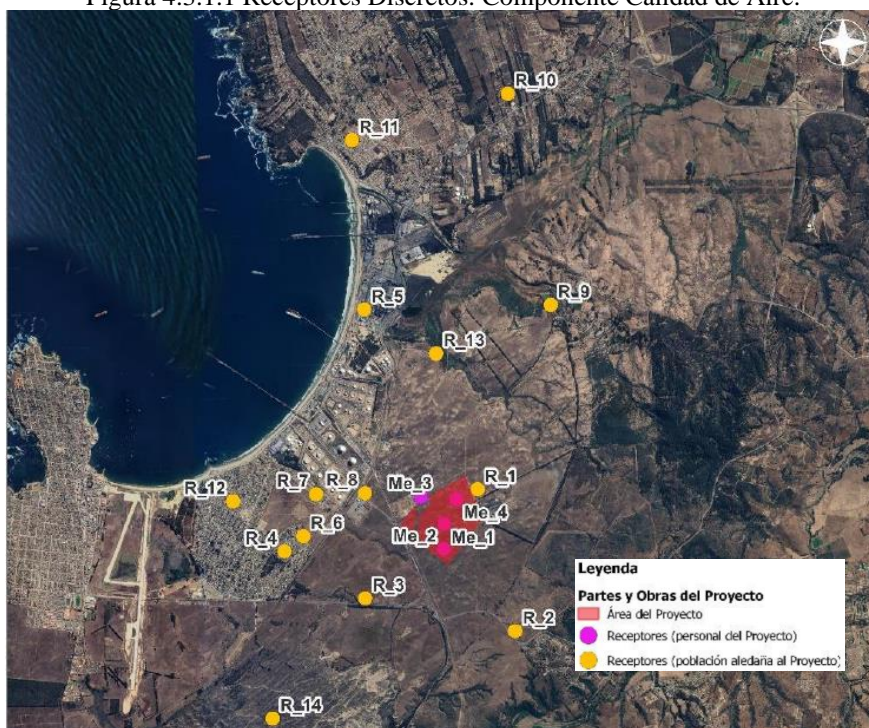 Figura 4.3.1.1 Receptores Discretos. Componente Calidad de Aire.
R_10
R_11
R_5
R_9
R_13
R_12
R_7
R_8
Me_3
R_1
Me_4
R_6
R_4
Me_2
Me_1
R_3
R_2
R_14
Leyenda
Partes y Obras del Proyecto
Área del Proyecto
Receptores (personal del Proyecto)
Receptores (población aledaña al Proyecto)